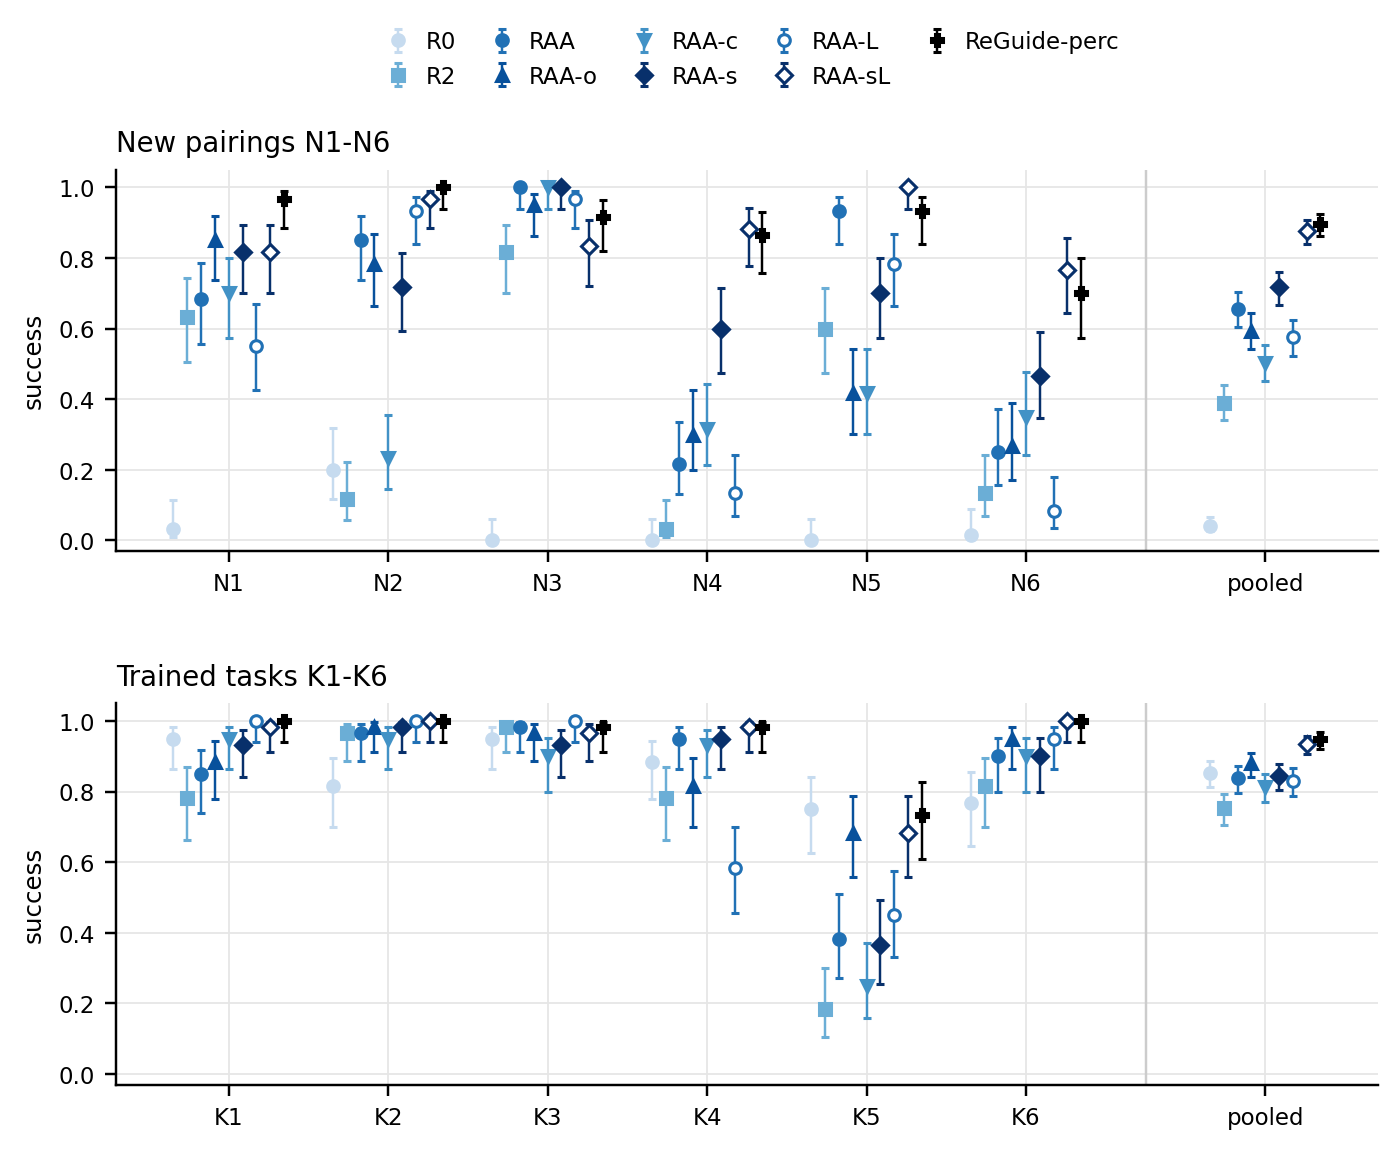 R0 RAA RAA-c RAA-L ReGuide-perc
R2 RAA-o RAA-s RAA-sL
New pairings N1-N6
1.0
0.8
0.6
0.4
0.2
0.0
success
N1 N2 N3 N4 N5 N6 pooled
Trained tasks K1-K6
1.0
0.8
0.6
0.4
0.2
0.0
success
K1 K2 K3 K4 K5 K6 pooled